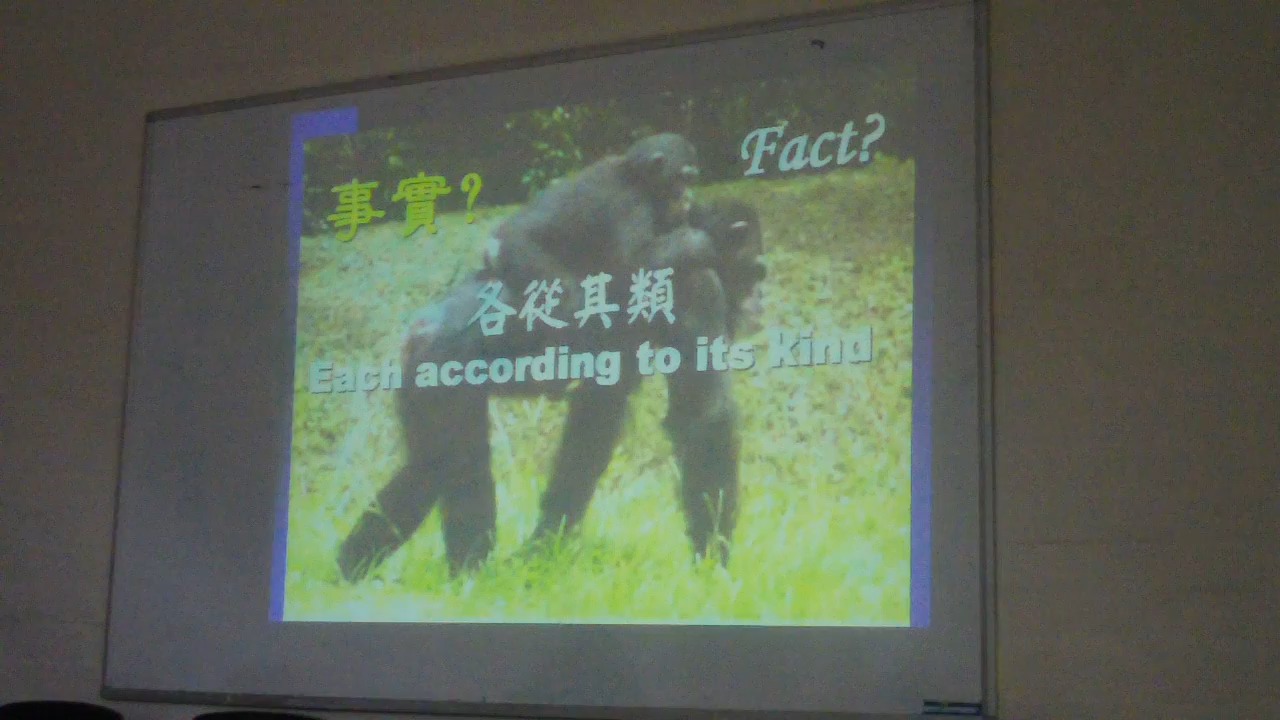 事實？
Fact?
各從其類
Each according to its kind